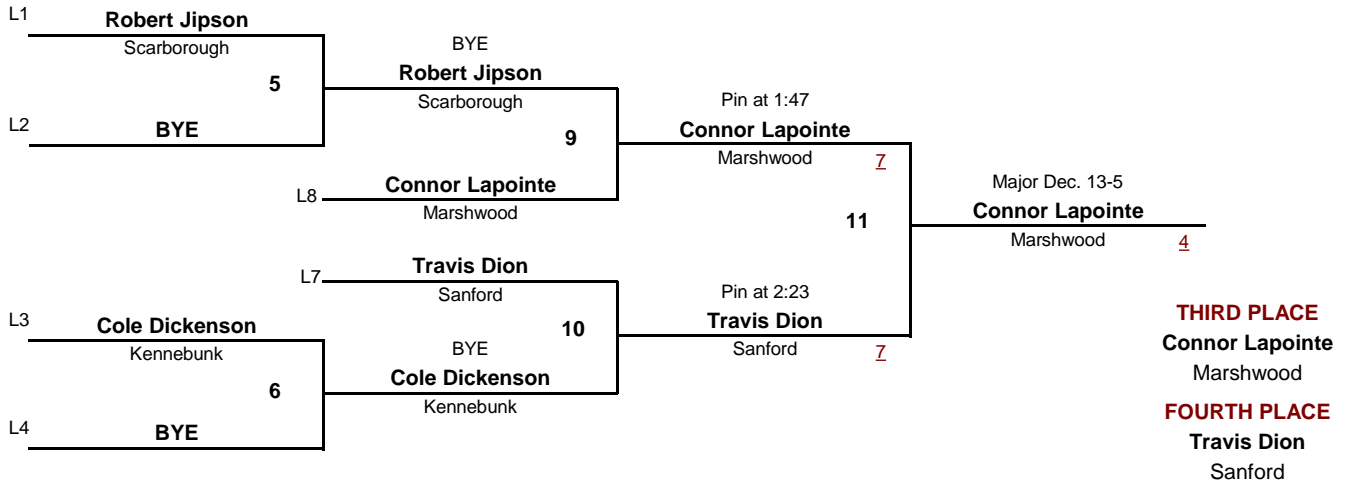 L1
Robert Jipson
Scarborough
5
L2
BYE
BYE
Robert Jipson
Scarborough
9
L8
Connor Lapointe
Marshwood
Pin at 1:47
Connor Lapointe
Marshwood
7
11
Major Dec. 13-5
Connor Lapointe
Marshwood
4
L7
Travis Dion
Sanford
10
Pin at 2:23
Travis Dion
Sanford
7
L3
Cole Dickenson
Kennebunk
6
BYE
Cole Dickenson
Kennebunk
L4
BYE
THIRD PLACE
Connor Lapointe
Marshwood
FOURTH PLACE
Travis Dion
Sanford